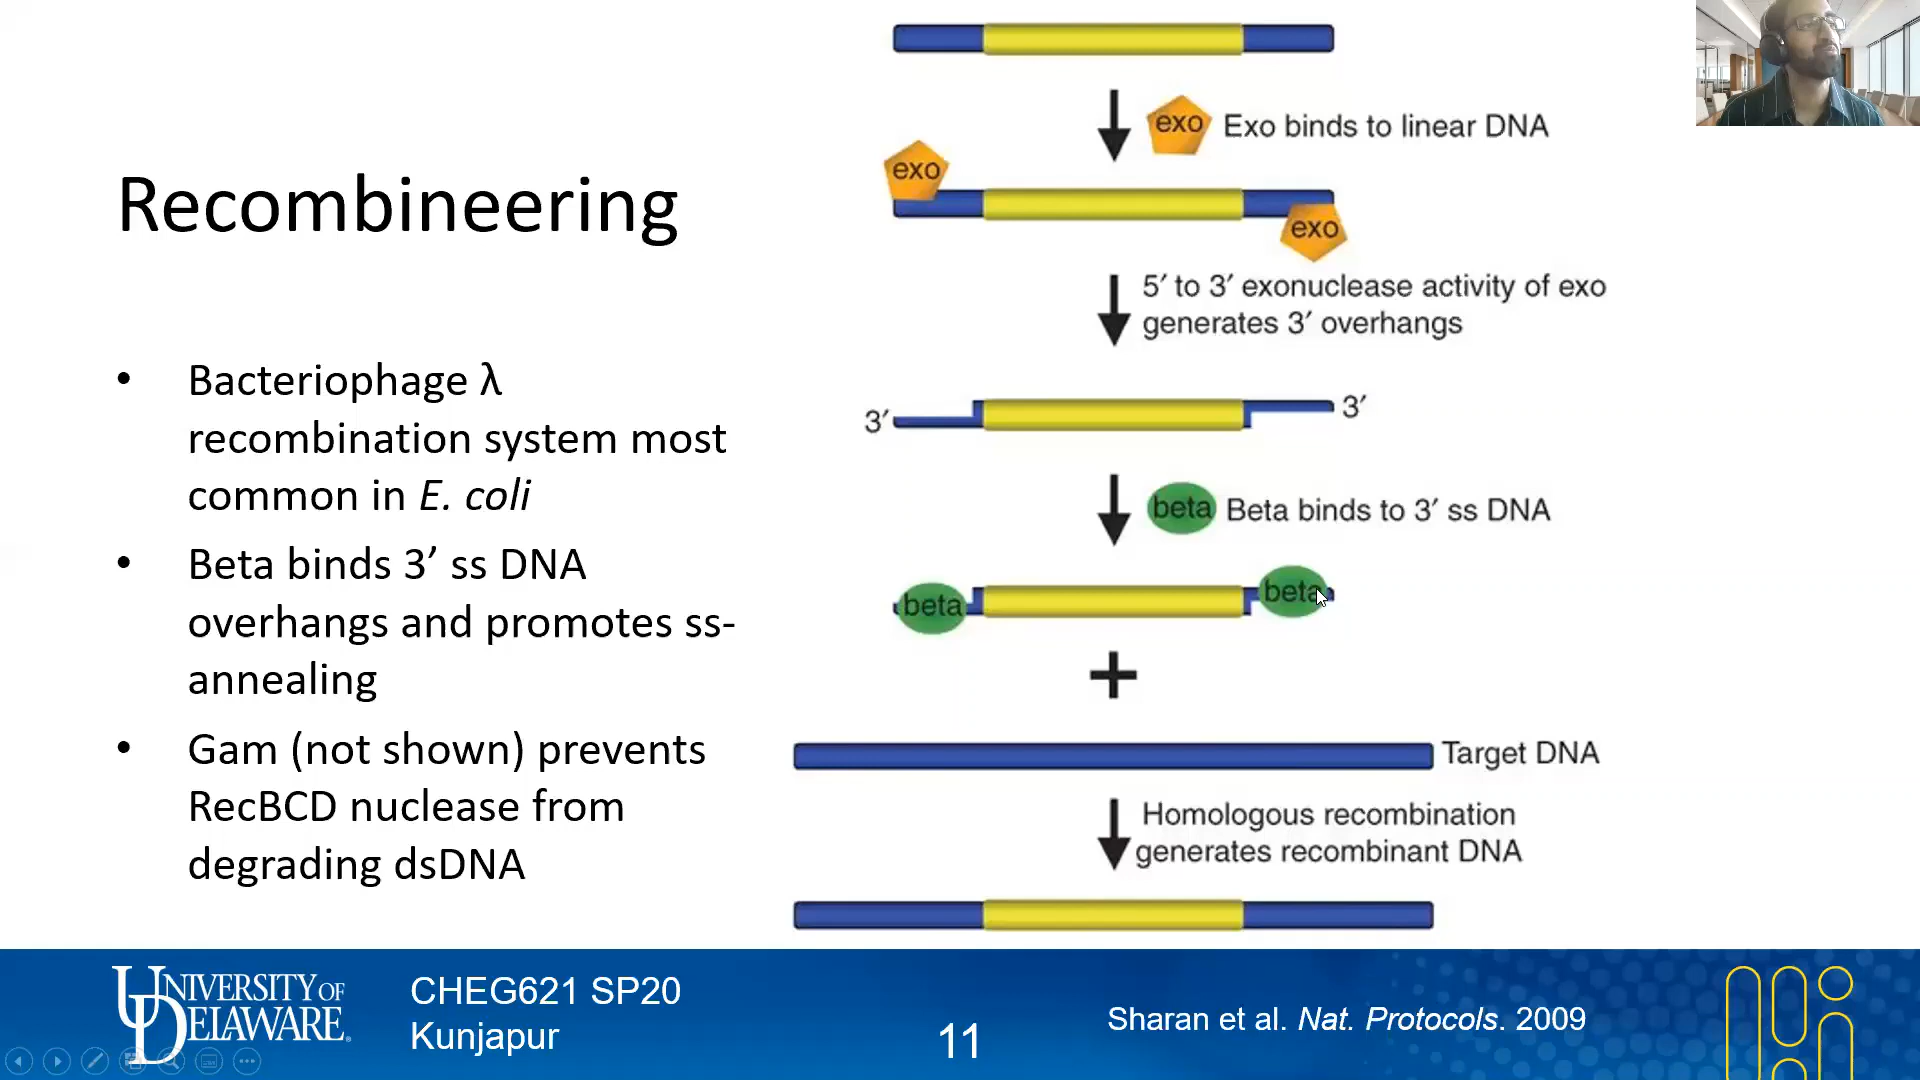 Recombineering
• Bacteriophage λ
recombination system most
common in E. coli
• Beta binds 3’ ss DNA
overhangs and promotes ss-
annealing
• Gam (not shown) prevents
RecBCD nuclease from
degrading dsDNA
exo Exo binds to linear DNA
exo
exo
5′ to 3′ exonuclease activity of exo
generates 3′ overhangs
3′
3′
beta Beta binds to 3′ ss DNA
beta
beta
+
Target DNA
Homologous recombination
generates recombinant DNA
UNIVERSITY OF
DELAWARE
CHEG621 SP20
Kunjapur
11
Sharan et al. Nat. Protocols. 2009